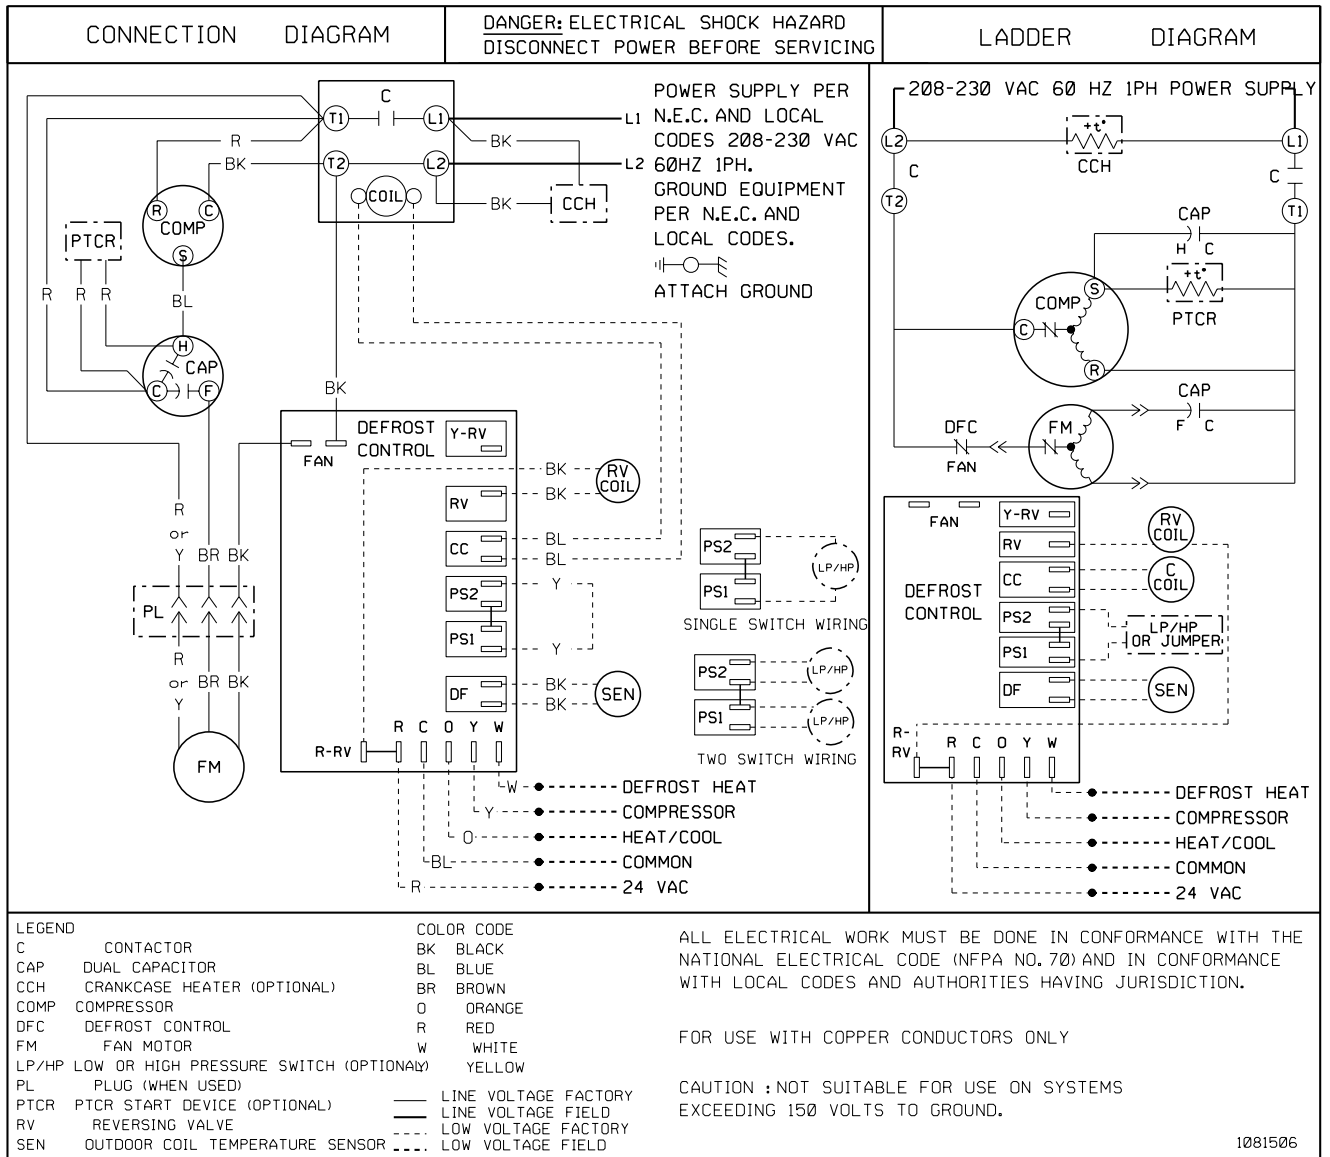 CONNECTION DIAGRAM
DANGER: ELECTRICAL SHOCK HAZARD
DISCONNECT POWER BEFORE SERVICING
LADDER DIAGRAM
C
T1
L1
T2
L2
COIL
R
BK
BK
BK
CCH
L1
L2
POWER SUPPLY PER
N.E.C. AND LOCAL
CODES 208-230 VAC
60HZ 1PH.
GROUND EQUIPMENT
PER N.E.C. AND
LOCAL CODES.
ATTACH GROUND
R
C
COMP
S
PTCR
R
R
R
BL
H
CAP
C
F
BK
DEFROST
CONTROL
FAN
Y-RV
RV
CC
PS2
PS1
DF
BK
BK
RV
COIL
BL
BL
Y
Y
BK
BK
SEN
R
or
Y
BR
BK
PL
R
or
Y
BR
BK
FM
R-RV
R C O Y W
W
DEFROST HEAT
Y
COMPRESSOR
O
HEAT/COOL
BL
COMMON
R
24 VAC
PS2
PS1
LP/HP
SINGLE SWITCH WIRING
PS2
LP/HP
PS1
LP/HP
TWO SWITCH WIRING
208-230 VAC 60 HZ 1PH POWER SUPPLY
L2
+t°
CCH
L1
C
C
T2
T1
CAP
H C
+t°
PTCR
COMP
S
C
R
CAP
F C
DFC
FAN
FM
FAN
Y-RV
RV
CC
PS2
PS1
DF
DEFROST
CONTROL
RV
COIL
C
COIL
LP/HP
OR JUMPER
SEN
R-
RV
R C O Y W
DEFROST HEAT
COMPRESSOR
HEAT/COOL
COMMON
24 VAC
LEGEND
C CONTACTOR
CAP DUAL CAPACITOR
CCH CRANKCASE HEATER (OPTIONAL)
COMP COMPRESSOR
DFC DEFROST CONTROL
FM FAN MOTOR
LP/HP LOW OR HIGH PRESSURE SWITCH (OPTIONAL)
PL PLUG (WHEN USED)
PTCR PTCR START DEVICE (OPTIONAL)
RV REVERSING VALVE
SEN OUTDOOR COIL TEMPERATURE SENSOR
COLOR CODE
BK BLACK
BL BLUE
BR BROWN
O ORANGE
R RED
W WHITE
Y YELLOW
LINE VOLTAGE FACTORY
LINE VOLTAGE FIELD
LOW VOLTAGE FACTORY
LOW VOLTAGE FIELD
ALL ELECTRICAL WORK MUST BE DONE IN CONFORMANCE WITH THE
NATIONAL ELECTRICAL CODE (NFPA NO. 70) AND IN CONFORMANCE
WITH LOCAL CODES AND AUTHORITIES HAVING JURISDICTION.
FOR USE WITH COPPER CONDUCTORS ONLY
CAUTION : NOT SUITABLE FOR USE ON SYSTEMS
EXCEEDING 150 VOLTS TO GROUND.
1081506